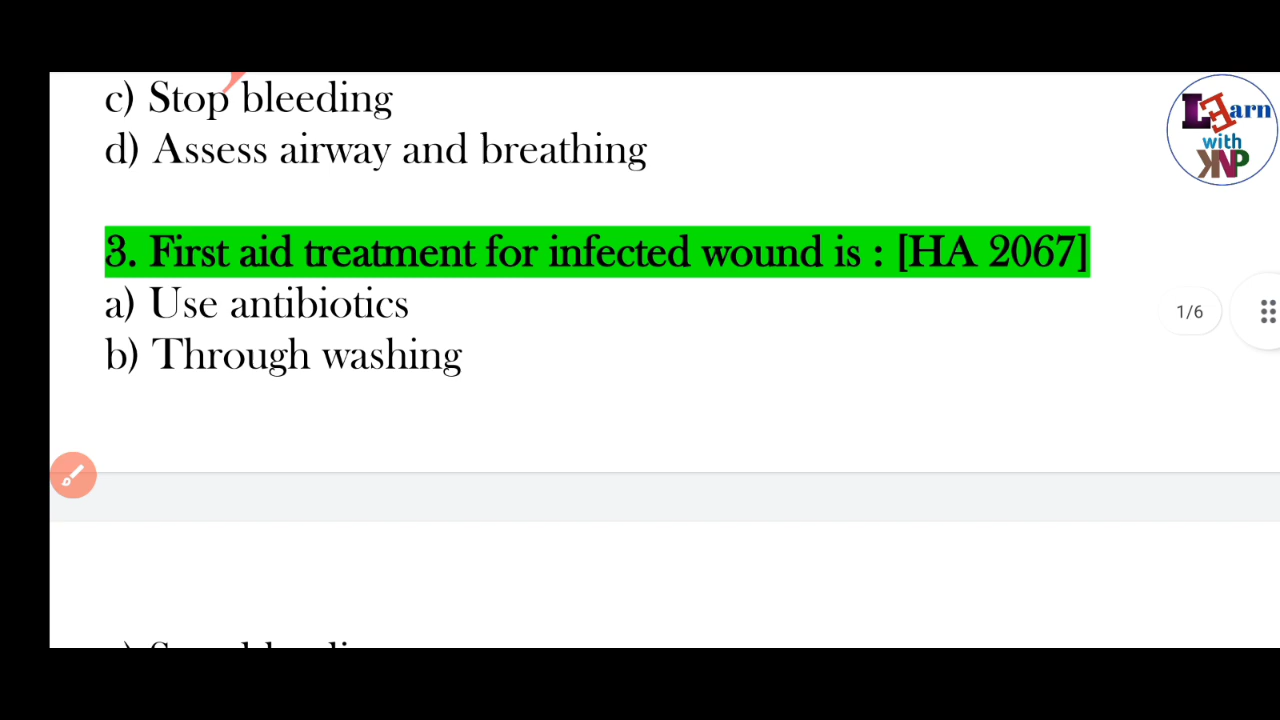 c) Stop bleeding
d) Assess airway and breathing
LEarn
with
KNP
3. First aid treatment for infected wound is : [HA 2067]
a) Use antibiotics
1/6
b) Through washing